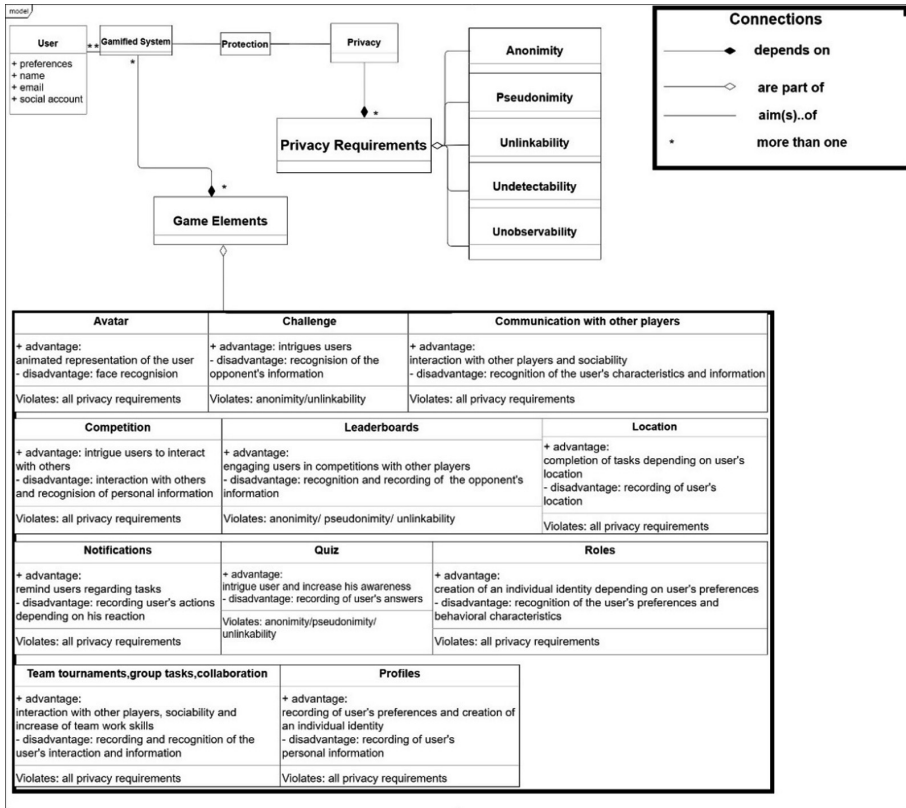 model
User
+ preferences
+ name
+ email
+ social account
**
Gamified System
*
Protection
Privacy
*
Privacy Requirements
Anonimity
Pseudonimity
Unlinkability
Undetectability
Unobservability
Connections
depends on
are part of
aim(s)..of
* more than one
*
Game Elements
Avatar
+ advantage:
animated representation of the user
- disadvantage: face recognision
Violates: all privacy requirements
Challenge
+ advantage: intrigues users
- disadvantage: recognision of the
opponent's information
Violates: anonimity/unlinkability
Communication with other players
+ advantage:
interaction with other players and sociability
- disadvantage: recognition of the user's characteristics and information
Violates: all privacy requirements
Competition
+ advantage: intrigue users to interact
with others
- disadvantage: interaction with others
and recognision of personal information
Violates: all privacy requirements
Leaderboards
+ advantage:
engaging users in competitions with other players
- disadvantage: recognition and recording of the opponent's
information
Violates: anonimity/ pseudonimity/ unlinkability
Location
+ advantage:
completion of tasks depending on user's
location
- disadvantage: recording of user's
location
Violates: all privacy requirements
Notifications
+ advantage:
remind users regarding tasks
- disadvantage: recording user's actions
depending on his reaction
Violates: all privacy requirements
Quiz
+ advantage:
intrigue user and increase his awareness
- disadvantage: recording of user's answers
Violates: anonimity/pseudonimity/
unlinkability
Roles
+ advantage:
creation of an individual identity depending on user's preferences
- disadvantage: recognition of the user's preferences and
behavioral characteristics
Violates: all privacy requirements
Team tournaments,group tasks,collaboration
+ advantage:
interaction with other players, sociability and
increase of team work skills
- disadvantage: recording and recognition of the
user's interaction and information
Violates: all privacy requirements
Profiles
+ advantage:
recording of user's preferences and creation of
an individual identity
- disadvantage: recording of user's
personal information
Violates: all privacy requirements